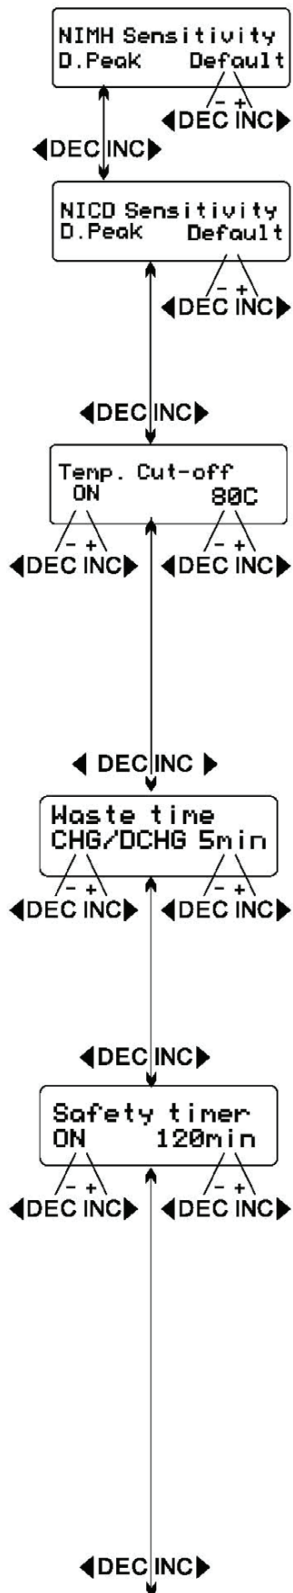 NIMH Sensitivity
D.Peak Default
- +
◀DEC INC▶
◀DEC INC▶
NICD Sensitivity
D.Peak Default
- +
◀DEC INC▶
◀DEC INC▶
Temp. Cut-off
ON 80C
- + - +
◀DEC INC▶ ◀DEC INC▶
◀ DEC INC ▶
Waste time
CHG/DCHG 5min
- + - +
◀DEC INC▶ ◀DEC INC▶
◀DEC INC▶
Safety timer
ON 120min
- + - +
◀DEC INC▶ ◀DEC INC▶
◀DEC INC▶